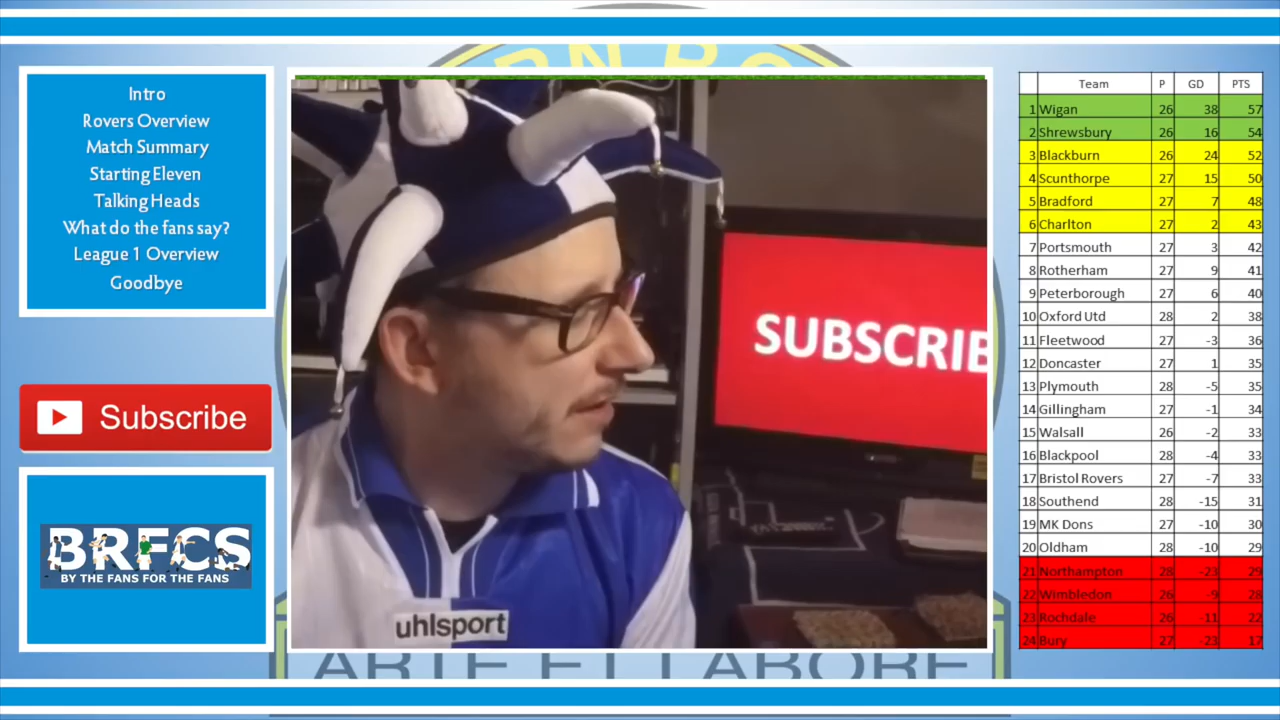 RN RO
Intro
Rovers Overview
Match Summary
Starting Eleven
Talking Heads
What do the fans say?
League 1 Overview
Goodbye
Subscribe
BRFCS
BY THE FANS FOR THE FANS
SUBSCRIB
uhlsport
ARTE ET LABORE
Team P GD PTS
1 Wigan 26 38 57
2 Shrewsbury 26 16 54
3 Blackburn 26 24 52
4 Scunthorpe 27 15 50
5 Bradford 27 7 48
6 Charlton 27 2 43
7 Portsmouth 27 3 42
8 Rotherham 27 9 41
9 Peterborough 27 6 40
10 Oxford Utd 28 2 38
11 Fleetwood 27 -3 36
12 Doncaster 27 1 35
13 Plymouth 28 -5 35
14 Gillingham 27 -1 34
15 Walsall 26 -2 33
16 Blackpool 28 -4 33
17 Bristol Rovers 27 -7 33
18 Southend 28 -15 31
19 MK Dons 27 -10 30
20 Oldham 28 -10 29
21 Northampton 28 -23 29
22 Wimbledon 26 -9 28
23 Rochdale 26 -11 22
24 Bury 27 -23 17